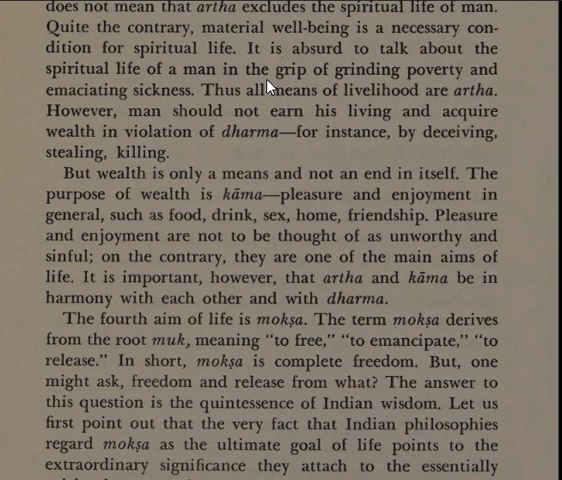 does not mean that artha excludes the spiritual life of man.
Quite the contrary, material well-being is a necessary con-
dition for spiritual life. It is absurd to talk about the
spiritual life of a man in the grip of grinding poverty and
emaciating sickness. Thus all means of livelihood are artha.
However, man should not earn his living and acquire
wealth in violation of dharma—for instance, by deceiving,
stealing, killing.
But wealth is only a means and not an end in itself. The
purpose of wealth is kāma—pleasure and enjoyment in
general, such as food, drink, sex, home, friendship. Pleasure
and enjoyment are not to be thought of as unworthy and
sinful; on the contrary, they are one of the main aims of
life. It is important, however, that artha and kāma be in
harmony with each other and with dharma.
The fourth aim of life is mokṣa. The term mokṣa derives
from the root muk, meaning “to free,” “to emancipate,” “to
release.” In short, mokṣa is complete freedom. But, one
might ask, freedom and release from what? The answer to
this question is the quintessence of Indian wisdom. Let us
first point out that the very fact that Indian philosophies
regard mokṣa as the ultimate goal of life points to the
extraordinary significance they attach to the essentially